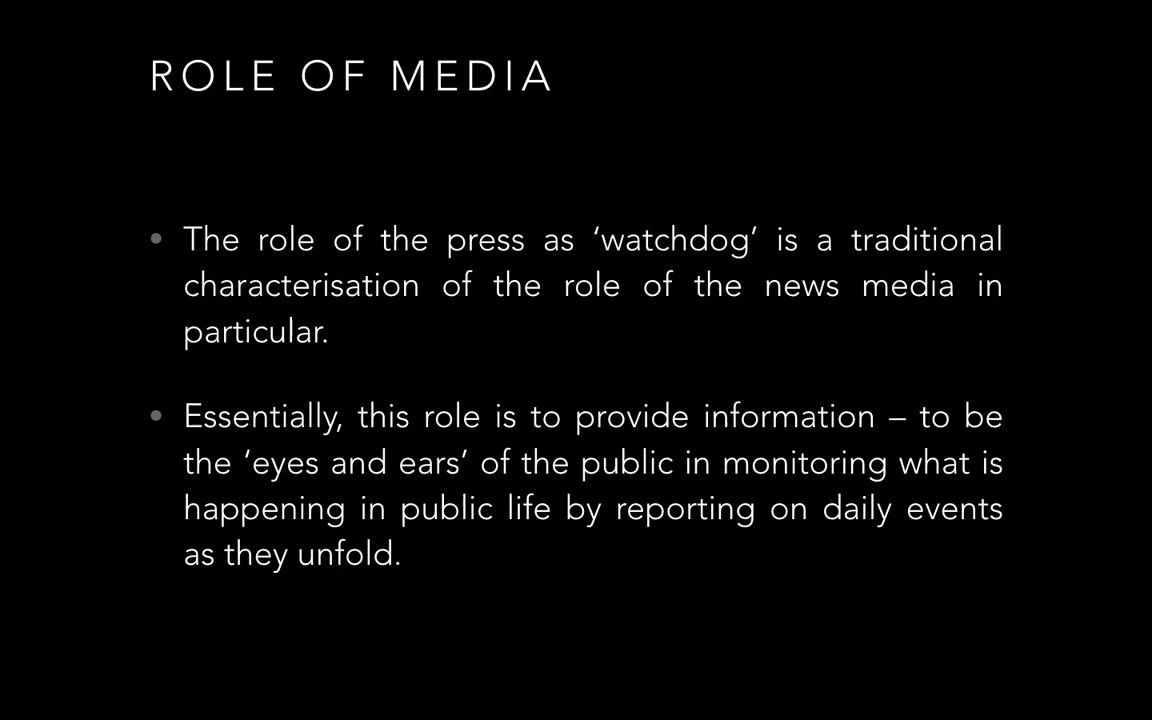 ROLE OF MEDIA
• The role of the press as ‘watchdog’ is a traditional
characterisation of the role of the news media in
particular.
• Essentially, this role is to provide information – to be
the ‘eyes and ears’ of the public in monitoring what is
happening in public life by reporting on daily events
as they unfold.